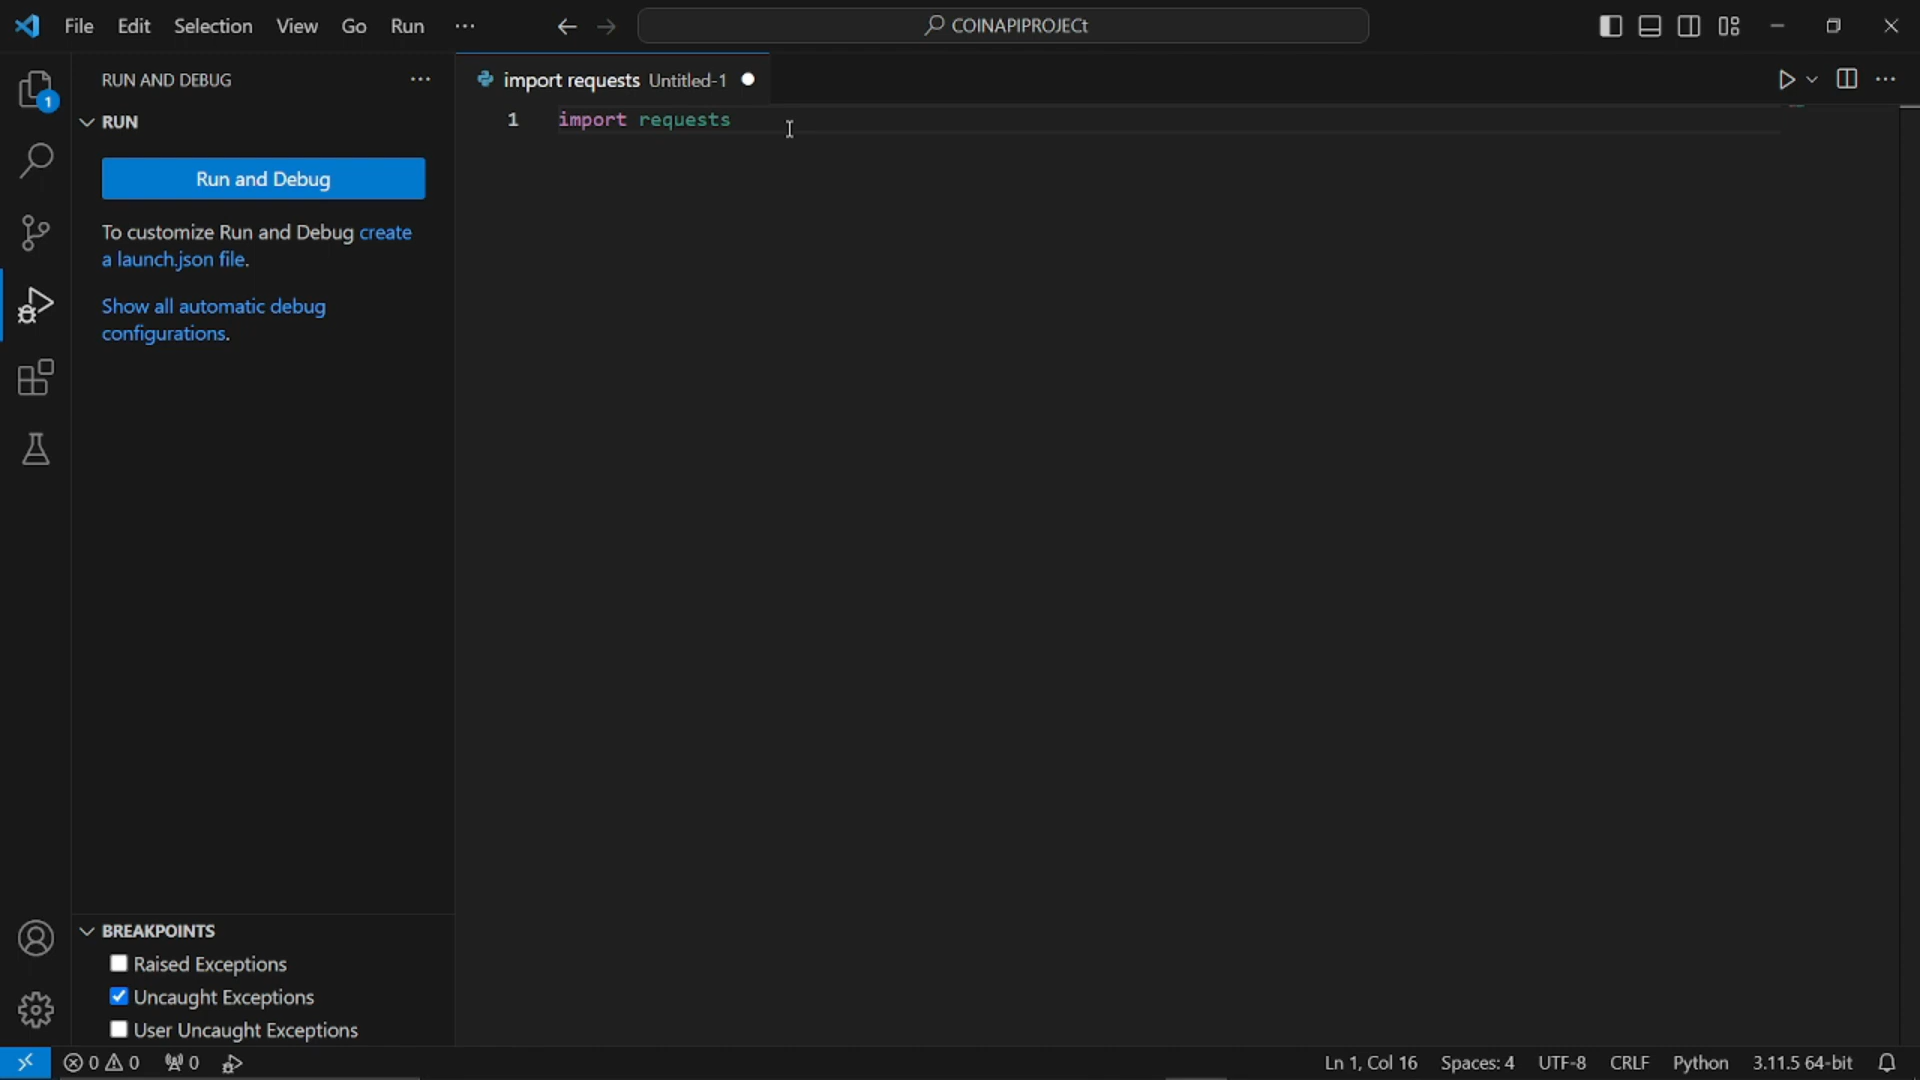 File Edit Selection View Go Run ··· COINAPIPROJECt
RUN AND DEBUG ···
import requests Untitled-1
RUN
1 import requests
Run and Debug
To customize Run and Debug create
a launch.json file.
Show all automatic debug
configurations.
BREAKPOINTS
Raised Exceptions
Uncaught Exceptions
User Uncaught Exceptions
1
0 0 0
Ln 1, Col 16 Spaces: 4 UTF-8 CRLF Python 3.11.5 64-bit